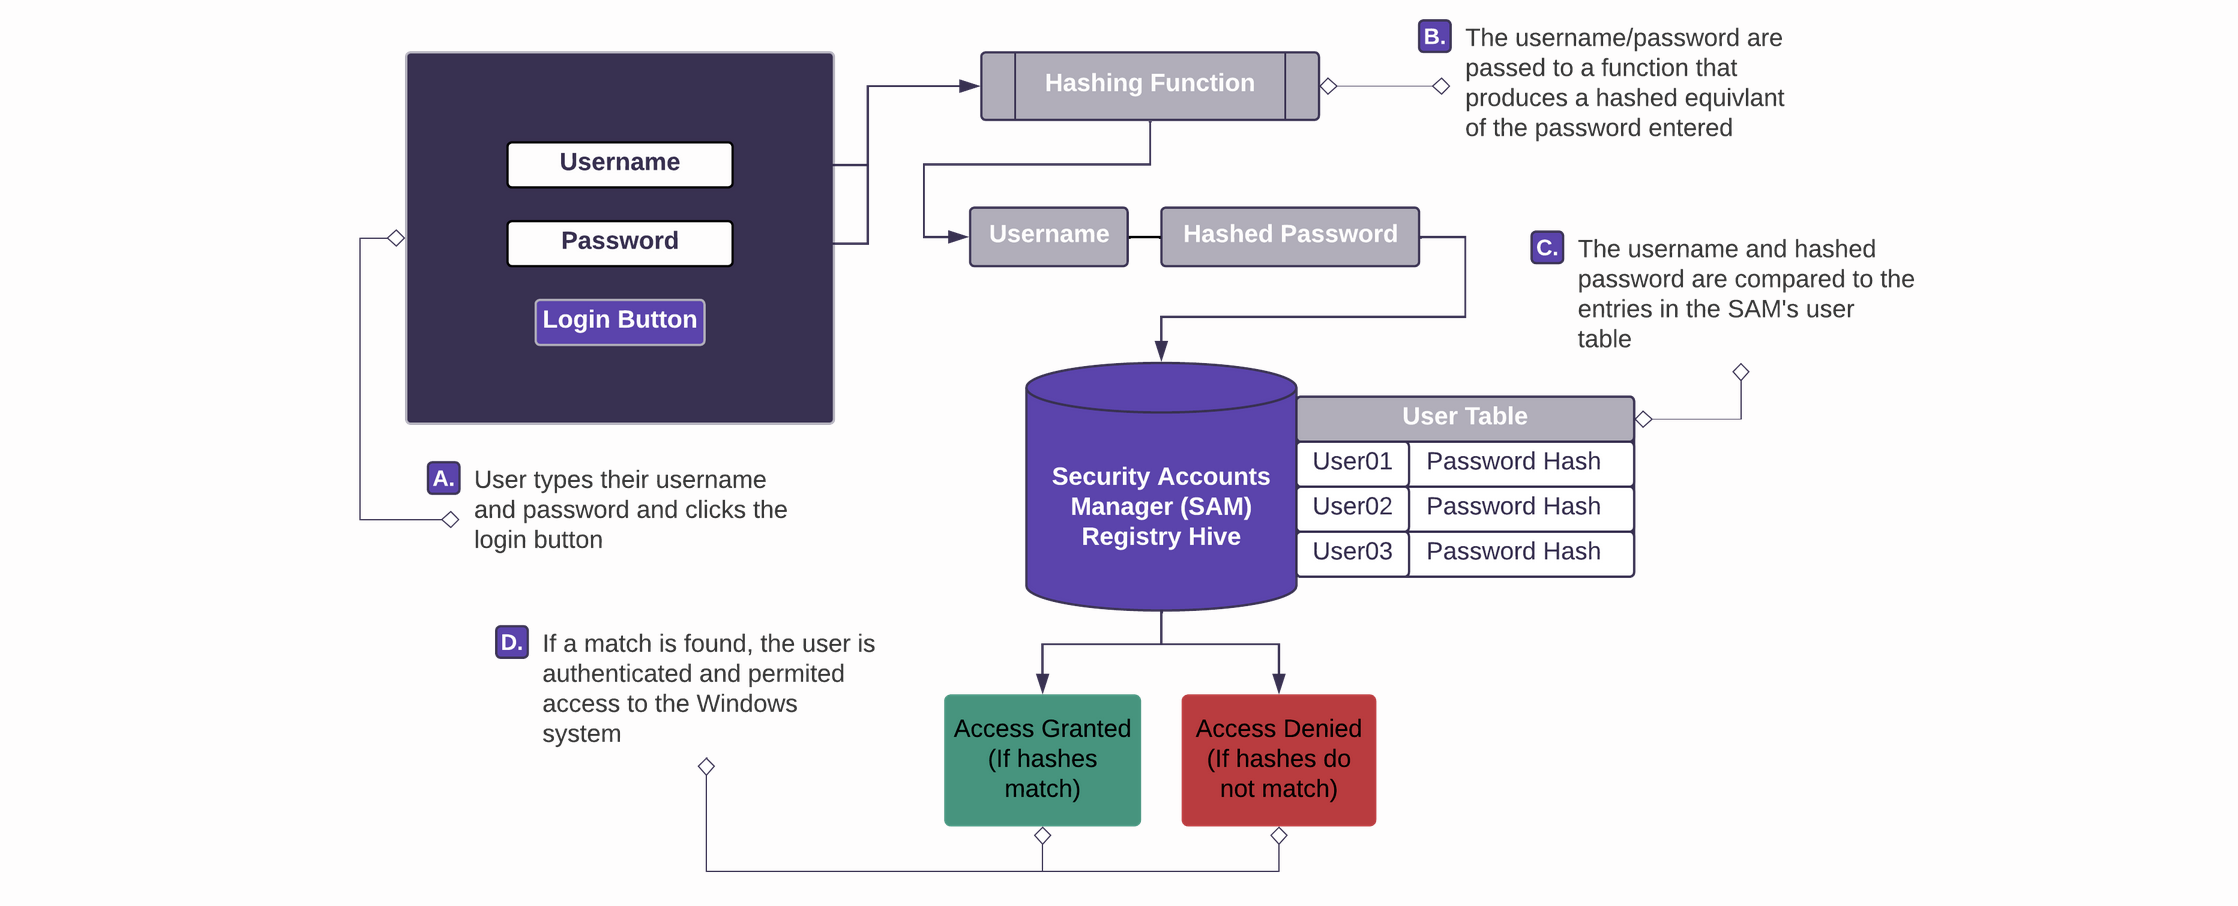 Username
Password
Login Button
A.
User types their username
and password and clicks the
login button
Hashing Function
B.
The username/password are
passed to a function that
produces a hashed equivlant
of the password entered
Username
Hashed Password
C.
The username and hashed
password are compared to the
entries in the SAM's user
table
Security Accounts
Manager (SAM)
Registry Hive
User Table
User01 Password Hash
User02 Password Hash
User03 Password Hash
D.
If a match is found, the user is
authenticated and permited
access to the Windows
system
Access Granted
(If hashes
match)
Access Denied
(If hashes do
not match)